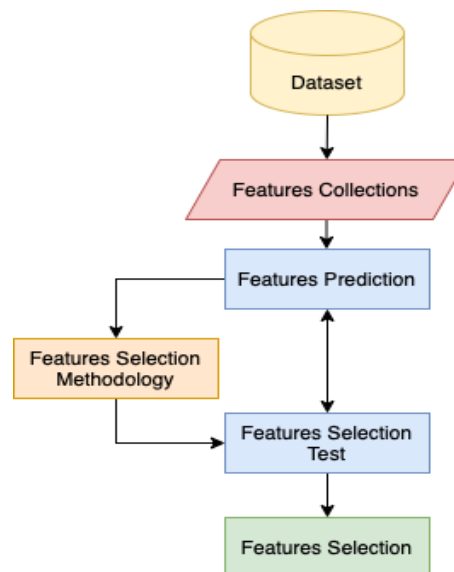 Dataset
Features Collections
Features Prediction
Features Selection
Methodology
Features Selection
Test
Features Selection